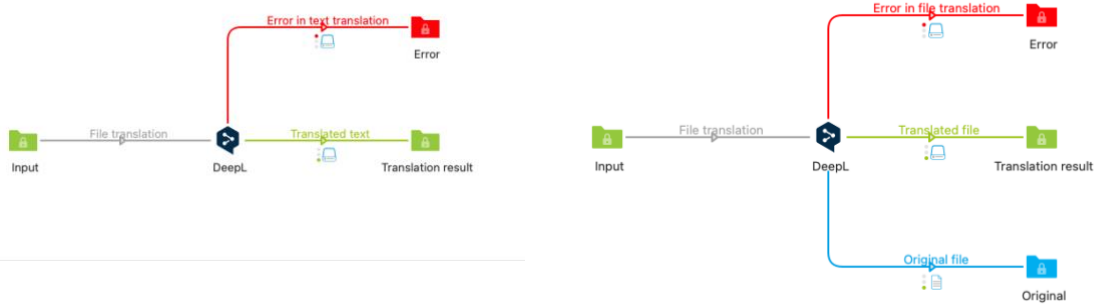 Error in text translation
Error
File translation
Translated text
Input
DeepL
Translation result
Error in file translation
Error
File translation
Translated file
Input
DeepL
Translation result
Original file
Original